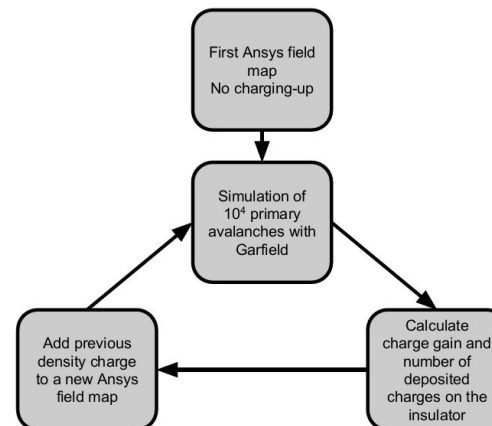 First Ansys field
map
No charging-up
Simulation of
10⁴ primary
avalanches with
Garfield
Add previous
density charge
to a new Ansys
field map
Calculate
charge gain and
number of
deposited
charges on the
insulator